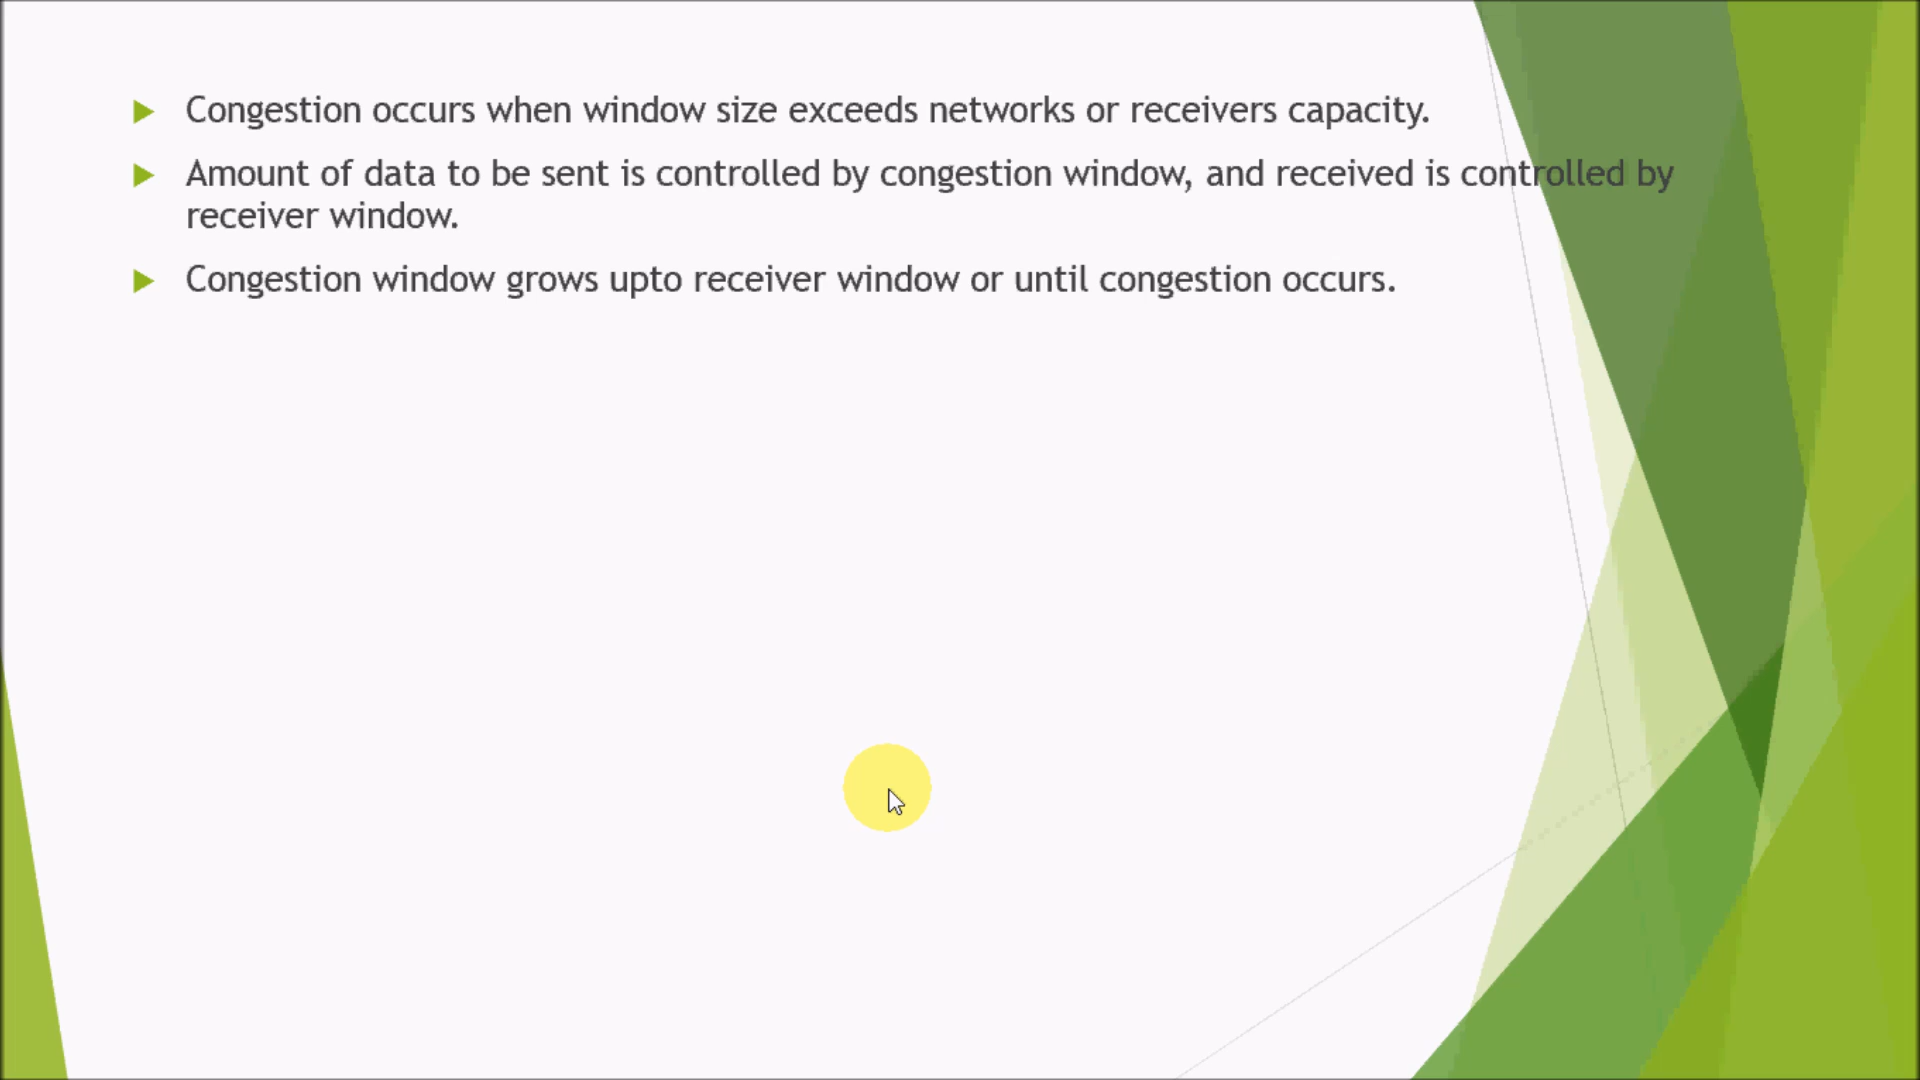 Congestion occurs when window size exceeds networks or receivers capacity.
Amount of data to be sent is controlled by congestion window, and received is controlled by
receiver window.
Congestion window grows upto receiver window or until congestion occurs.